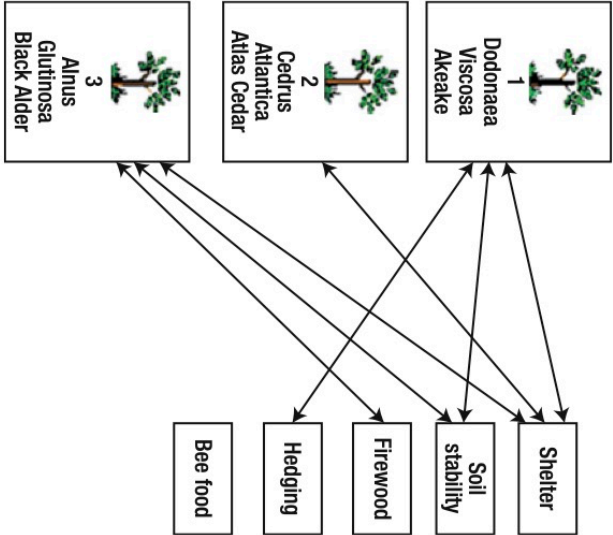 1
Dodonaea
Viscosa
Akeake
2
Cedrus
Atlantica
Atlas Cedar
3
Alnus
Glutinosa
Black Alder
Shelter
Soil
stability
Firewood
Hedging
Bee food